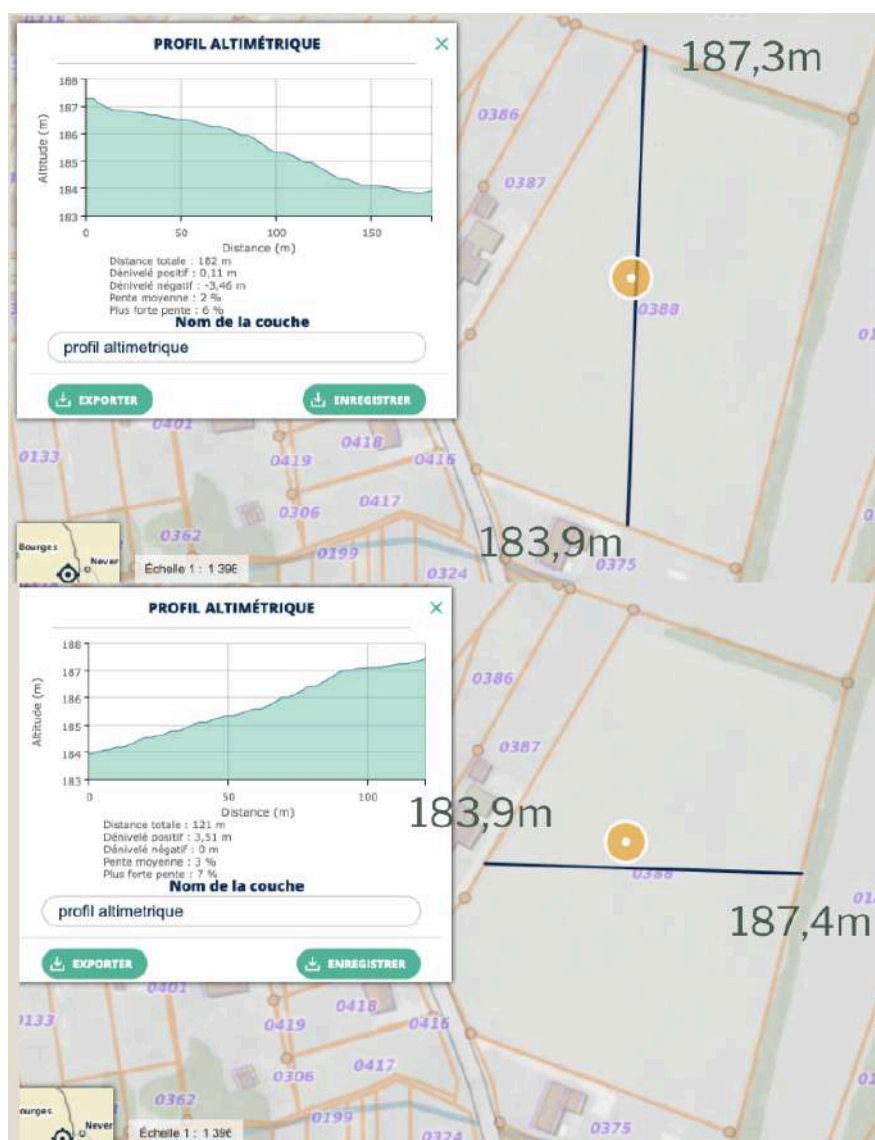 0318
PROFIL ALTIMÉTRIQUE
187,3m
188
187
186
185
184
183
Altitude (m)
0
50
100
150
Distance (m)
Distance totale : 182 m
Dénivelé positif : 0,11 m
Dénivelé négatif : -3,46 m
Pente moyenne : 2 %
Plus forte pente : 6 %
Nom de la couche
profil altimetrique
EXPORTER
ENREGISTRER
0386
0387
0388
0401
0133
0418
0419
0416
0417
0306
0362
0199
0324
0375
183,9m
Bourges
Never
Échelle 1 : 1 396
PROFIL ALTIMÉTRIQUE
188
187
186
185
184
183
Altitude (m)
0
50
100
Distance (m)
Distance totale : 121 m
Dénivelé positif : 3,51 m
Dénivelé négatif : 0 m
Pente moyenne : 3 %
Plus forte pente : 7 %
Nom de la couche
profil altimetrique
EXPORTER
ENREGISTRER
0386
0387
183,9m
0388
187,4m
0401
0133
0418
0419
0416
0417
0306
0362
0199
0324
0375
ourges
Never
Échelle 1 : 1 396